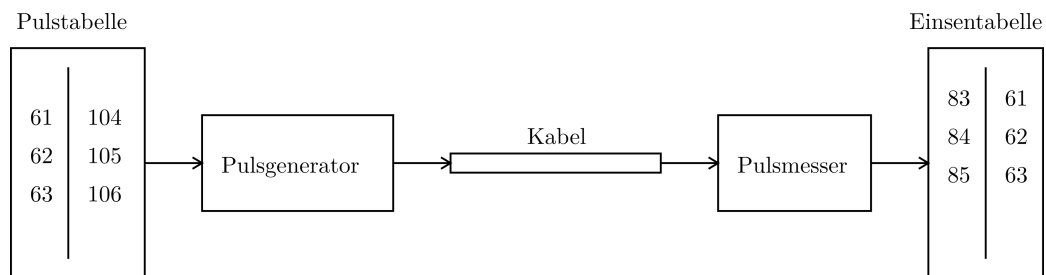 Pulstabelle
Einsentabelle
61 104
62 105
63 106
Pulsgenerator
Kabel
Pulsmesser
83 61
84 62
85 63